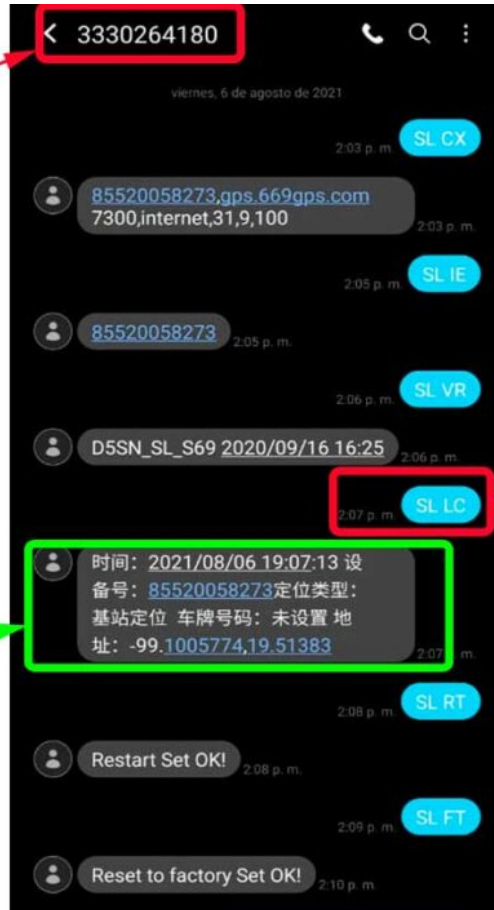 3330264180
viernes, 6 de agosto de 2021
2:03 p. m.
SL CX
85520058273,gps.669gps.com
7300,internet,31,9,100
2:03 p. m.
2:05 p. m.
SL IE
85520058273
2:05 p. m.
2:06 p. m.
SL VR
D5SN_SL_S69 2020/09/16 16:25
2:06 p. m.
2:07 p. m.
SL LC
时间：2021/08/06 19:07:13 设
备号：85520058273定位类型：
基站定位 车牌号码：未设置 地
址：-99.1005774,19.51383
2:07 p. m.
2:08 p. m.
SL RT
Restart Set OK!
2:08 p. m.
2:09 p. m.
SL FT
Reset to factory Set OK!
2:10 p. m.